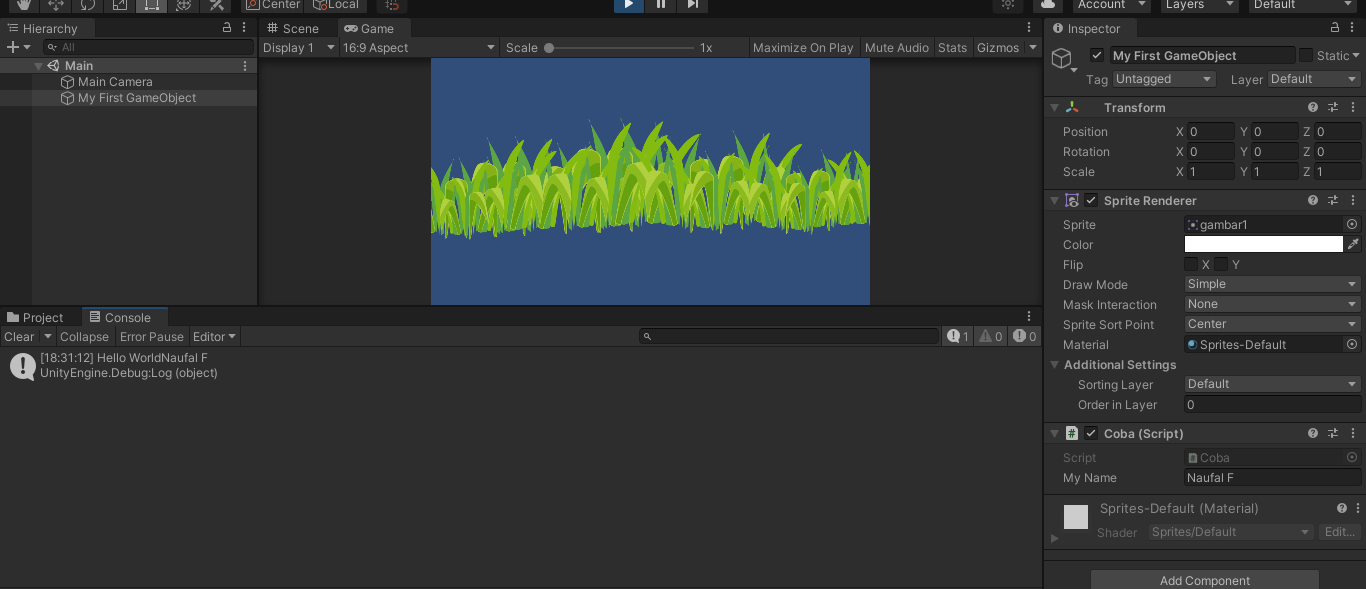 Center Local Account Layers Default
Hierarchy
All
Main
Main Camera
My First GameObject
Scene Game
Display 1 16:9 Aspect Scale 1x Maximize On Play Mute Audio Stats Gizmos
Project Console
Clear Collapse Error Pause Editor 1 0 0
[18:31:12] Hello WorldNaufal F
UnityEngine.Debug:Log (object)
Inspector
My First GameObject Static
Tag Untagged Layer Default
Transform
Position X 0 Y 0 Z 0
Rotation X 0 Y 0 Z 0
Scale X 1 Y 1 Z 1
Sprite Renderer
Sprite gambar1
Color
Flip X Y
Draw Mode Simple
Mask Interaction None
Sprite Sort Point Center
Material Sprites-Default
Additional Settings
Sorting Layer Default
Order in Layer 0
# Coba (Script)
Script Coba
My Name Naufal F
Sprites-Default (Material)
Shader Sprites/Default Edit...
Add Component